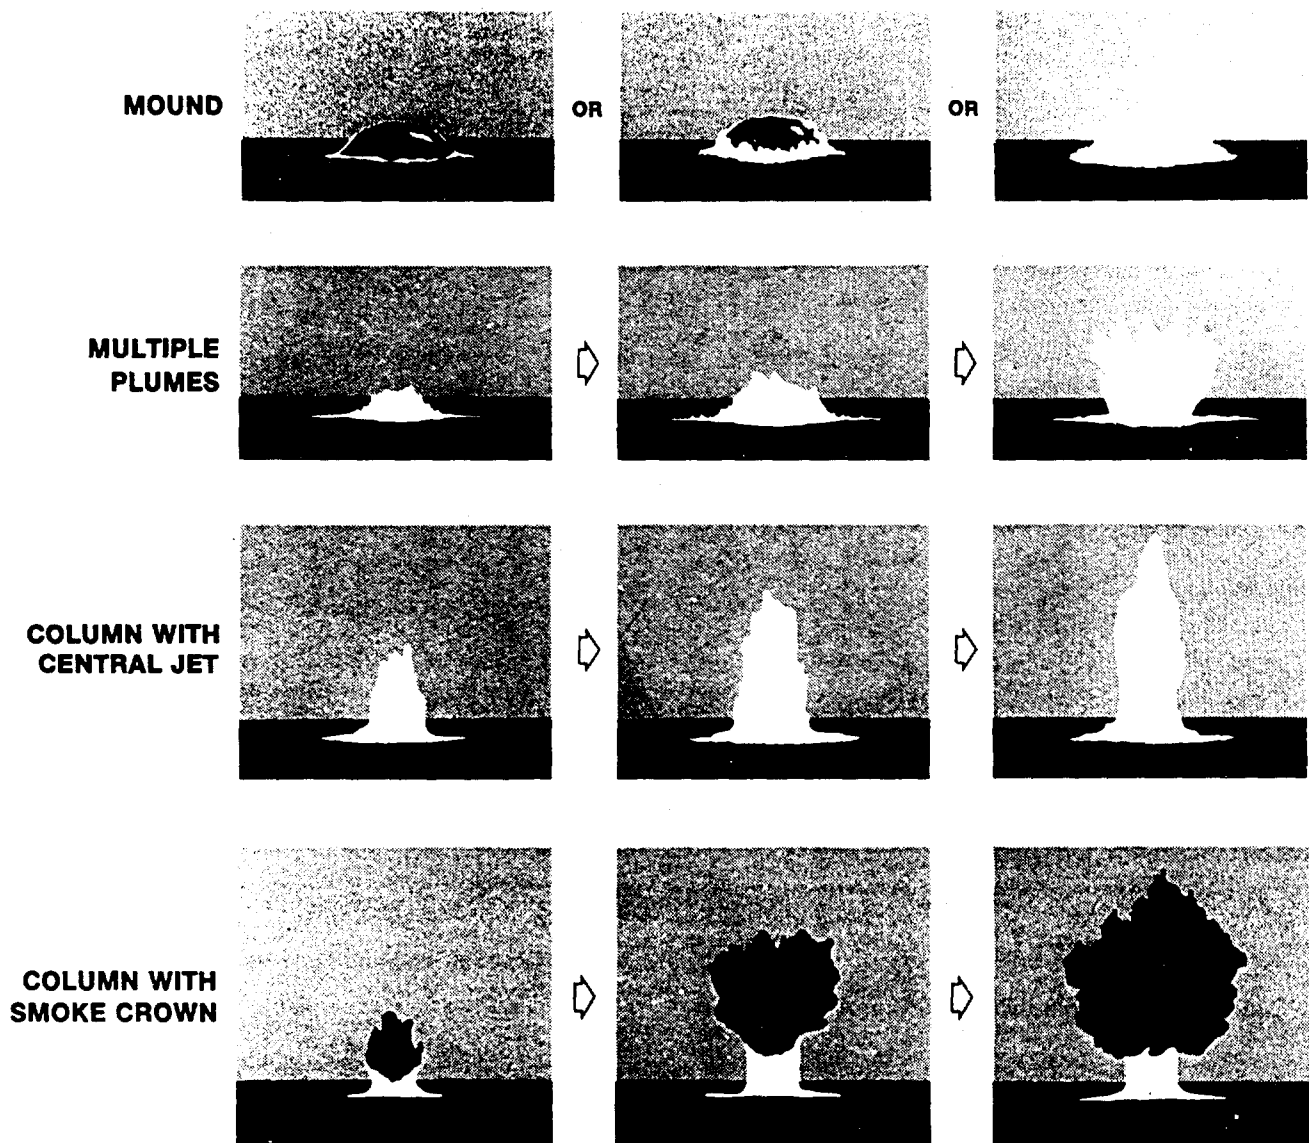 MOUND
OR
OR
MULTIPLE
PLUMES
COLUMN WITH
CENTRAL JET
COLUMN WITH
SMOKE CROWN